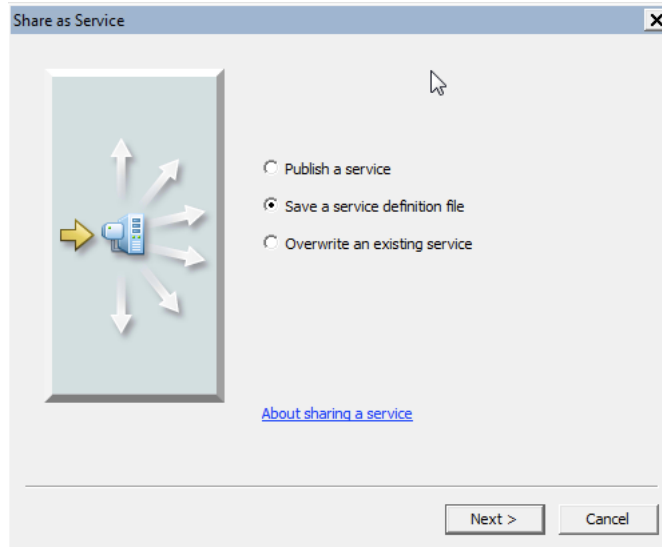 Share as Service
Publish a service
Save a service definition file
Overwrite an existing service
About sharing a service
Next >
Cancel